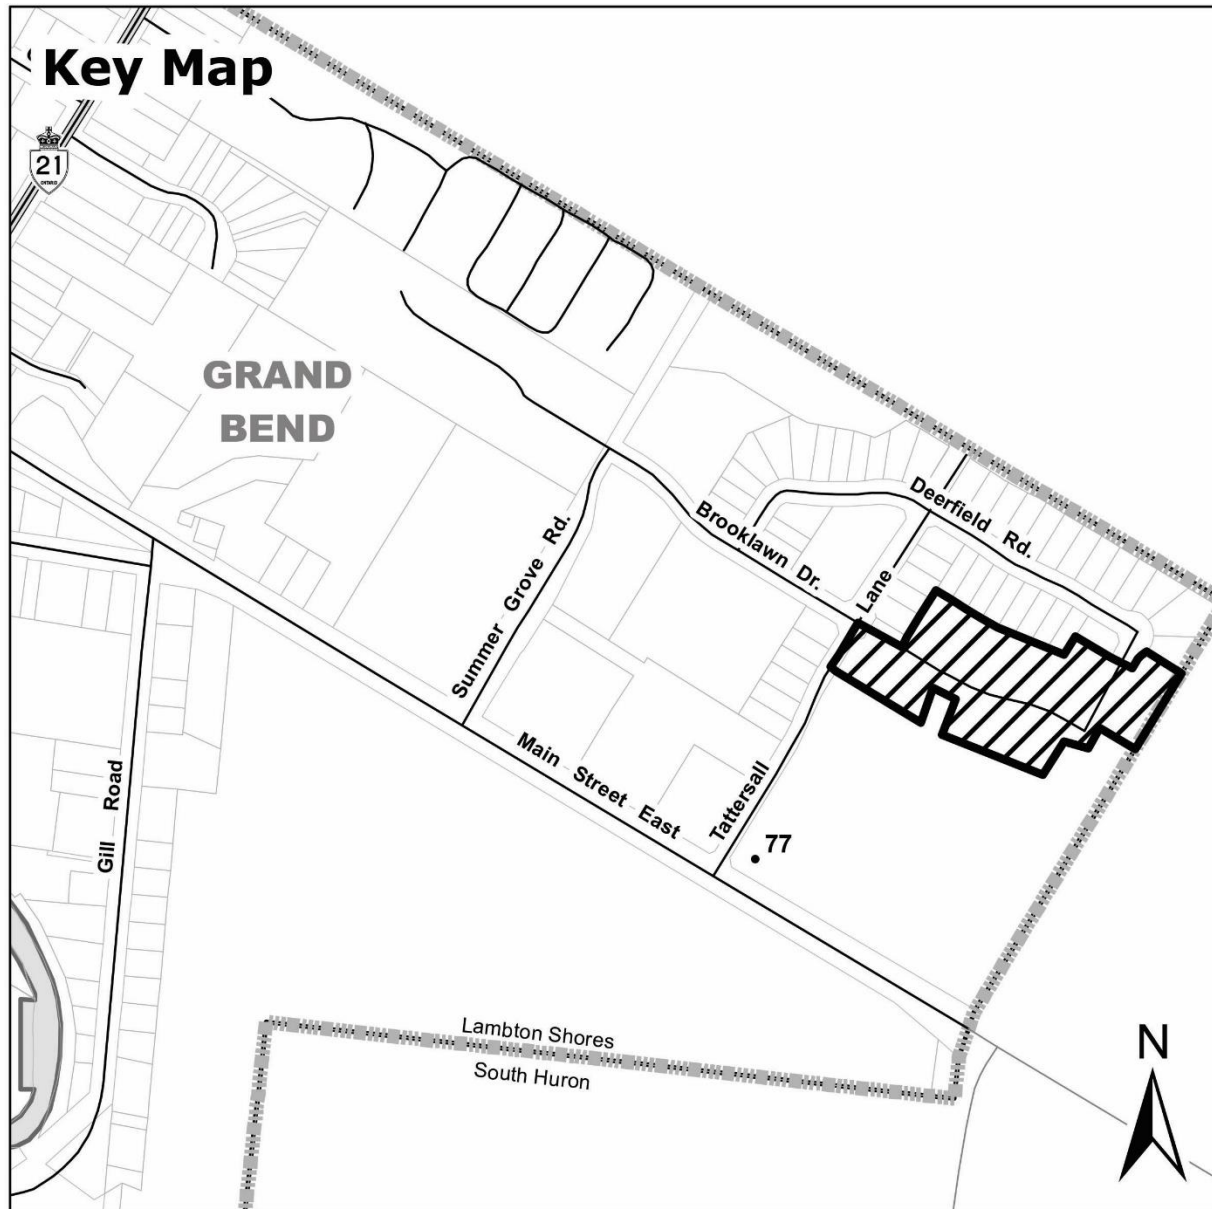 Key Map
21
ONTARIO
GRAND
BEND
Deerfield Rd.
Brooklawn Dr.
Summer Grove Rd.
Tattersall Lane
Main Street East
77
Gill Road
Lambton Shores
South Huron
N